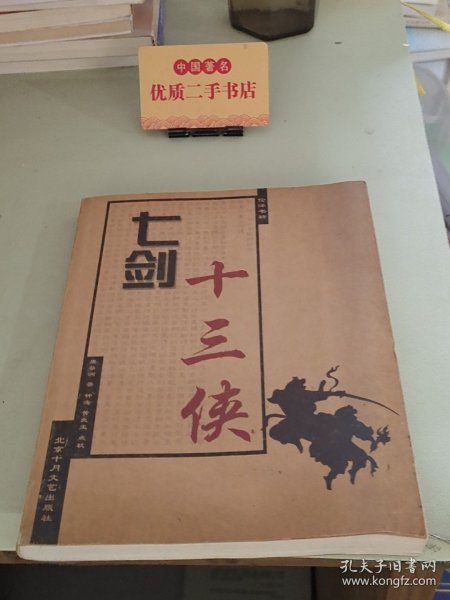 中国著名
优质二手书店
七剑
十三侠
北京十月文艺出版社
孔夫子旧书网
www.kongfz.com